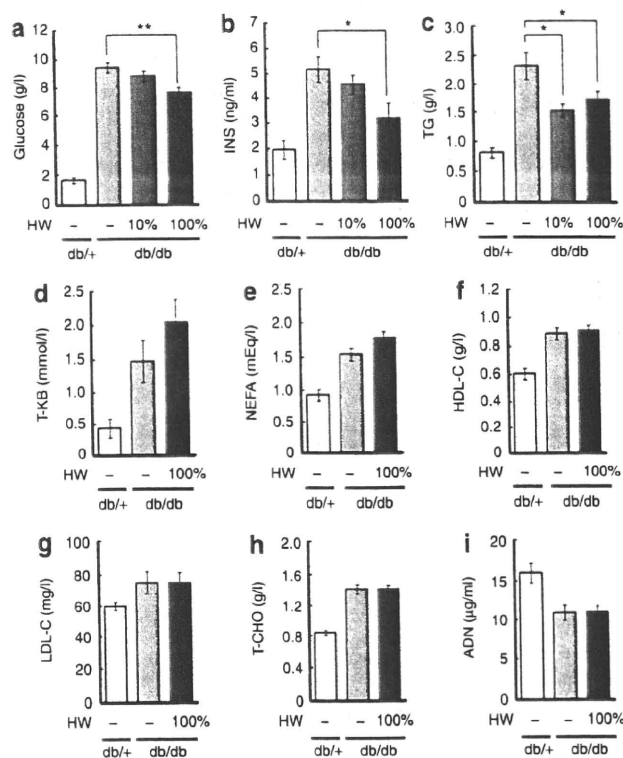 a
Glucose (g/l)
12
10
8
6
4
2
0
**
HW – – 10% 100%
db/+ db/db
b
INS (ng/ml)
7
6
5
4
3
2
1
0
*
HW – – 10% 100%
db/+ db/db
c
TG (g/l)
3.0
2.5
2.0
1.5
1.0
0.5
0
*
*
HW – – 10% 100%
db/+ db/db
d
T-KB (mmol/l)
2.5
2.0
1.5
1.0
0.5
0
HW – – 100%
db/+ db/db
e
NEFA (mEq/l)
2.5
2.0
1.5
1.0
0.5
0
HW – – 100%
db/+ db/db
f
HDL-C (g/l)
1.0
0.8
0.6
0.4
0.2
0
HW – – 100%
db/+ db/db
g
LDL-C (mg/l)
100
80
60
40
20
0
HW – – 100%
db/+ db/db
h
T-CHO (g/l)
2.0
1.6
1.2
0.8
0.4
0
HW – – 100%
db/+ db/db
i
ADN (µg/ml)
20
15
10
5
0
HW – – 100%
db/+ db/db